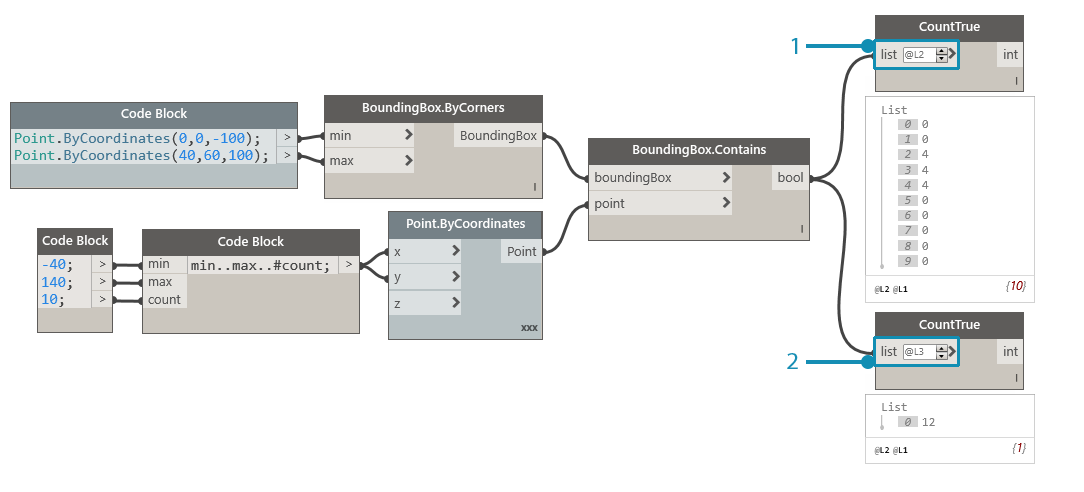 Code Block
Point.ByCoordinates(0,0,-100); >
Point.ByCoordinates(40,60,100); >
BoundingBox.ByCorners
min > BoundingBox
max >
l
Code Block
-40; >
140; >
10; >
Code Block
min min..max..#count; >
max
count
Point.ByCoordinates
x > Point
y >
z >
xxx
BoundingBox.Contains
boundingBox > bool
point >
l
1
CountTrue
list @L2 > int
l
List
0 0
1 0
2 4
3 4
4 4
5 0
6 0
7 0
8 0
9 0
@L2 @L1 {10}
2
CountTrue
list @L3 > int
l
List
0 12
@L2 @L1 {1}